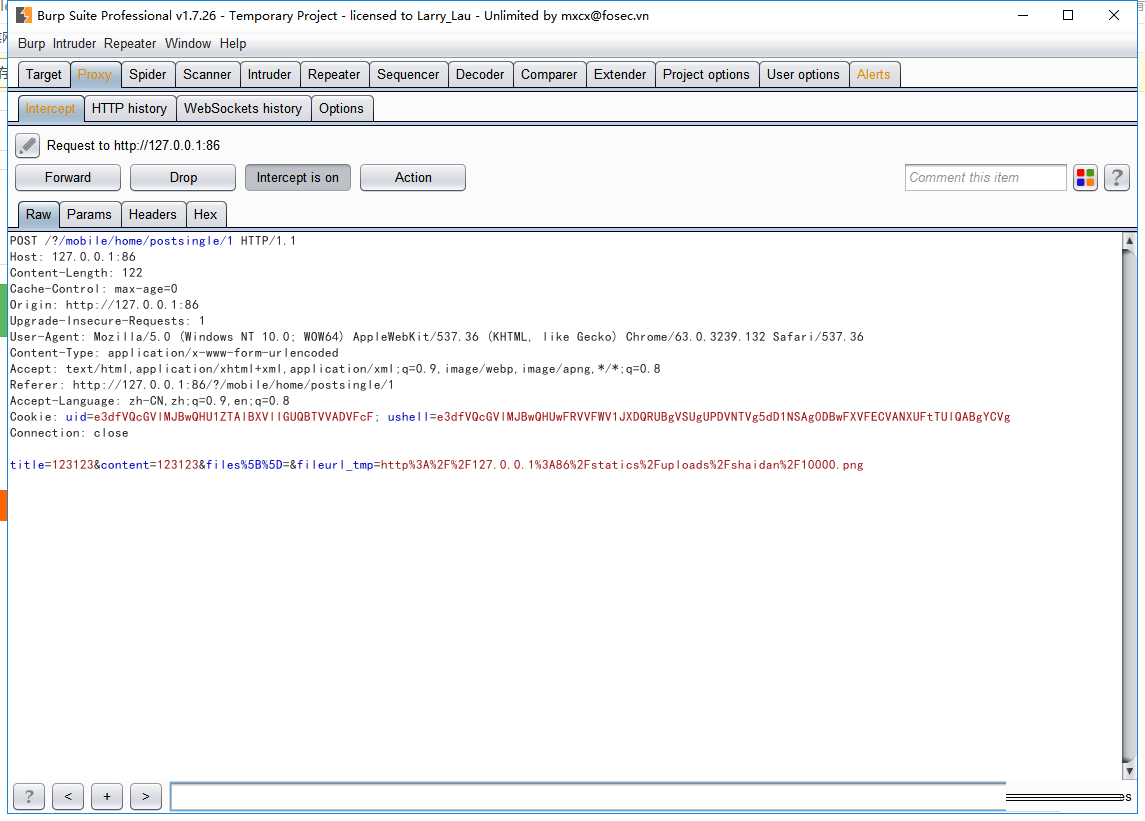 Burp Suite Professional v1.7.26 - Temporary Project - licensed to Larry_Lau - Unlimited by mxcx@fosec.vn
Burp Intruder Repeater Window Help
Target Proxy Spider Scanner Intruder Repeater Sequencer Decoder Comparer Extender Project options User options Alerts
Intercept HTTP history WebSockets history Options
Request to http://127.0.0.1:86
Forward Drop Intercept is on Action Comment this item ?
Raw Params Headers Hex
POST /?/mobile/home/postsingle/1 HTTP/1.1
Host: 127.0.0.1:86
Content-Length: 122
Cache-Control: max-age=0
Origin: http://127.0.0.1:86
Upgrade-Insecure-Requests: 1
User-Agent: Mozilla/5.0 (Windows NT 10.0; WOW64) AppleWebKit/537.36 (KHTML, like Gecko) Chrome/63.0.3239.132 Safari/537.36
Content-Type: application/x-www-form-urlencoded
Accept: text/html,application/xhtml+xml,application/xml;q=0.9,image/webp,image/apng,*/*;q=0.8
Referer: http://127.0.0.1:86/?/mobile/home/postsingle/1
Accept-Language: zh-CN,zh;q=0.9,en;q=0.8
Cookie: uid= ushell=
Connection: close
title=123123&content=123123&files%5B%5D=&fileurl_tmp=http%3A%2F%2F127.0.0.1%3A86%2Fstatics%2Fuploads%2Fshaidan%2F10000.png
? < + >